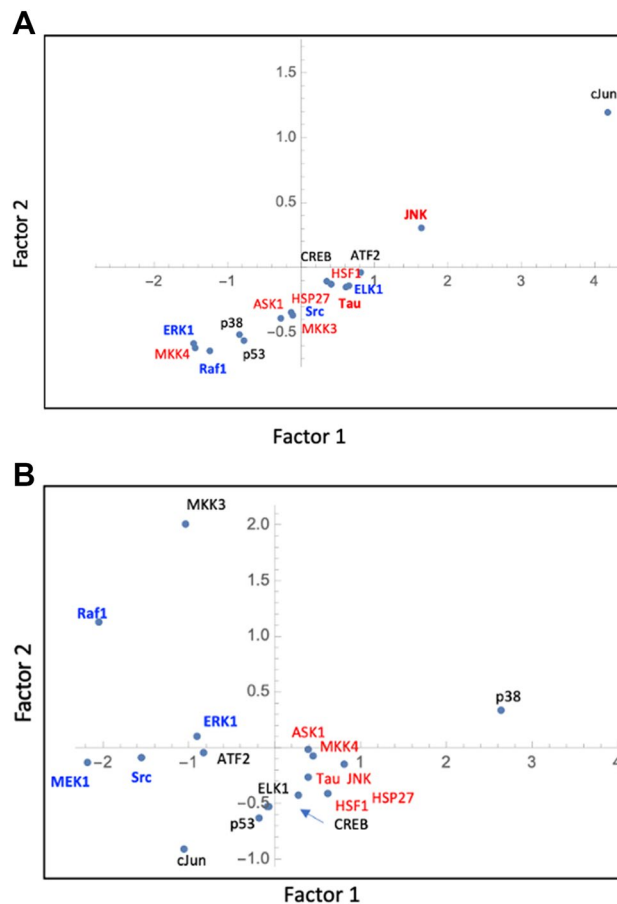 A
1.5
cJun
1.0
Factor 2
0.5
JNK
CREB ATF2
−2 −1 1 2 3 4
HSF1
ELK1
ASK1 HSP27
Src Tau
p38 −0.5 MKK3
ERK1
MKK4 p53
Raf1
Factor 1
B
MKK3
2.0
1.5
Raf1
1.0
Factor 2
p38
0.5
ERK1
ASK1
MKK4
−2 −1 1 2 3 4
ATF2
MEK1 Src
Tau JNK
ELK1 HSP27
−0.5 HSF1
p53 CREB
cJun
−1.0
Factor 1